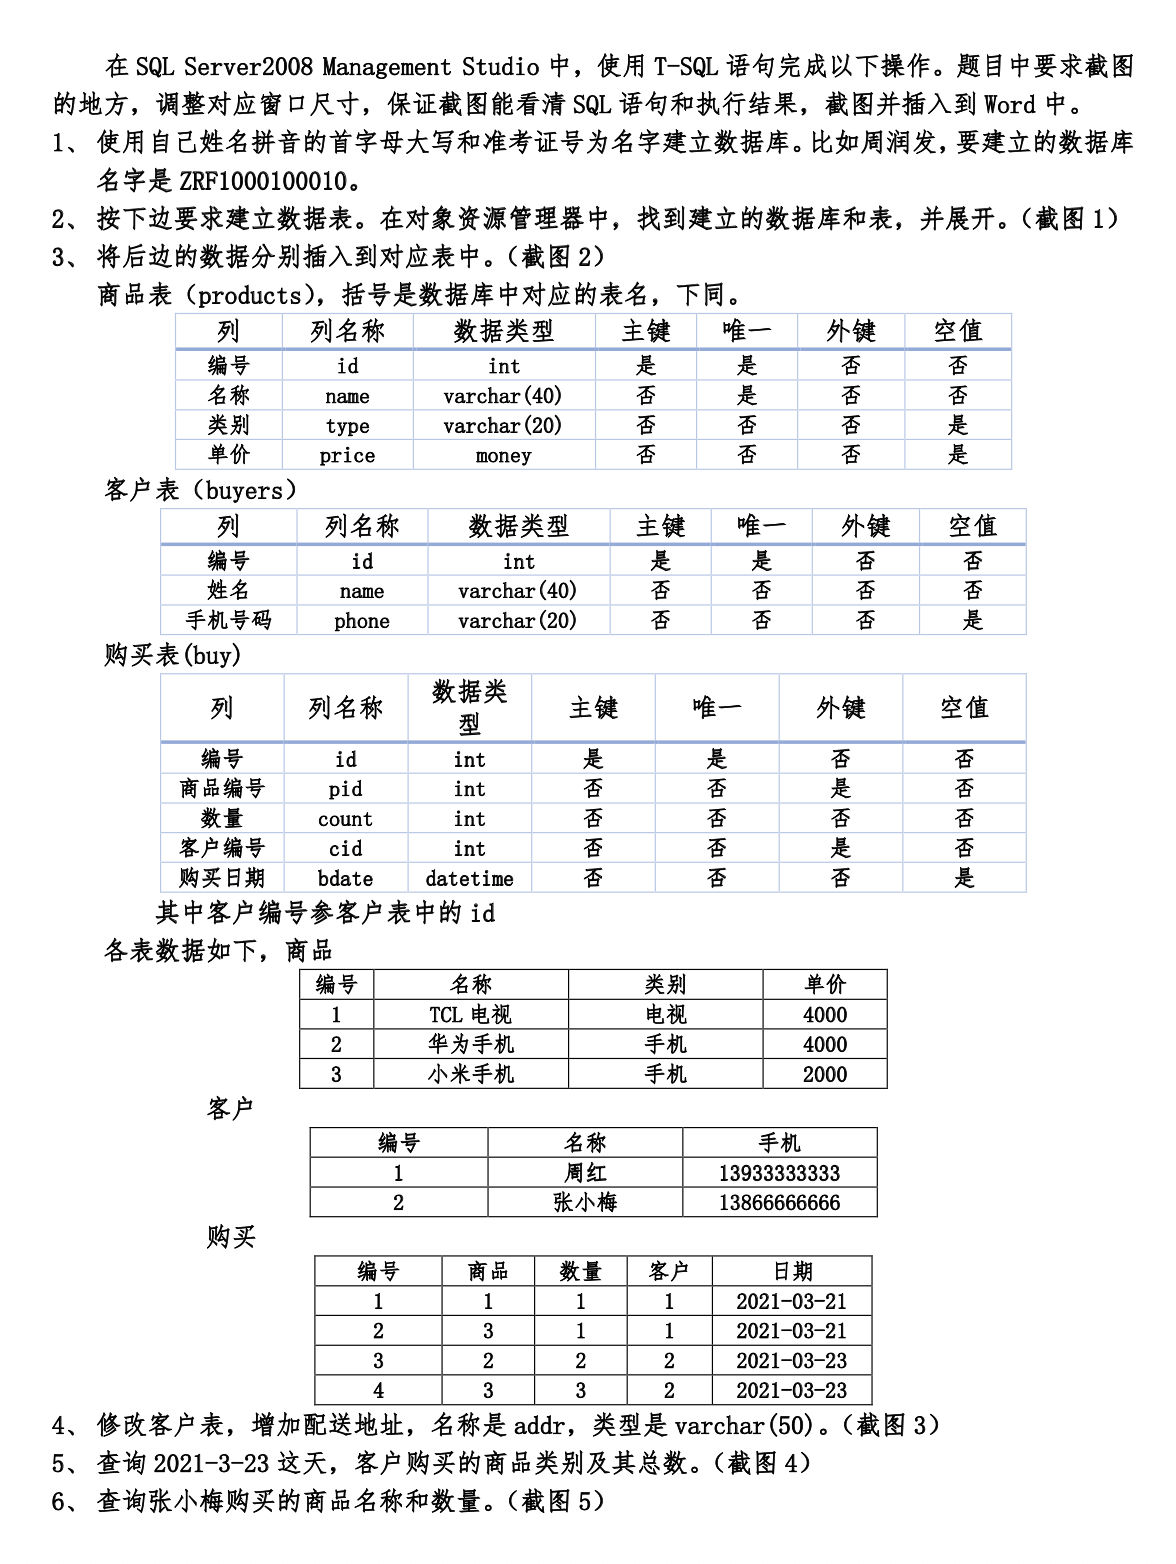 在 SQL Server2008 Management Studio 中，使用 T-SQL 语句完成以下操作。题目中要求截图
的地方，调整对应窗口尺寸，保证截图能看清 SQL 语句和执行结果，截图并插入到 Word 中。
1、 使用自己姓名拼音的首字母大写和准考证号为名字建立数据库。比如周润发，要建立的数据库
名字是 ZRF1000100010。
2、 按下边要求建立数据表。在对象资源管理器中，找到建立的数据库和表，并展开。（截图 1）
3、 将后边的数据分别插入到对应表中。（截图 2）
商品表（products），括号是数据库中对应的表名，下同。
列 列名称 数据类型 主键 唯一 外键 空值
编号 id int 是 是 否 否
名称 name varchar(40) 否 是 否 否
类别 type varchar(20) 否 否 否 是
单价 price money 否 否 否 是
客户表（buyers）
列 列名称 数据类型 主键 唯一 外键 空值
编号 id int 是 是 否 否
姓名 name varchar(40) 否 否 否 否
手机号码 phone varchar(20) 否 否 否 是
购买表(buy)
列 列名称 数据类型 主键 唯一 外键 空值
编号 id int 是 是 否 否
商品编号 pid int 否 否 是 否
数量 count int 否 否 否 否
客户编号 cid int 否 否 是 否
购买日期 bdate datetime 否 否 否 是
其中客户编号参客户表中的 id
各表数据如下，商品
编号 名称 类别 单价
1 TCL 电视 电视 4000
2 华为手机 手机 4000
3 小米手机 手机 2000
客户
编号 名称 手机
1 周红 13933333333
2 张小梅 13866666666
购买
编号 商品 数量 客户 日期
1 1 1 1 2021-03-21
2 3 1 1 2021-03-21
3 2 2 2 2021-03-23
4 3 3 2 2021-03-23
4、 修改客户表，增加配送地址，名称是 addr，类型是 varchar(50)。（截图 3）
5、 查询 2021-3-23 这天，客户购买的商品类别及其总数。（截图 4）
6、 查询张小梅购买的商品名称和数量。（截图 5）